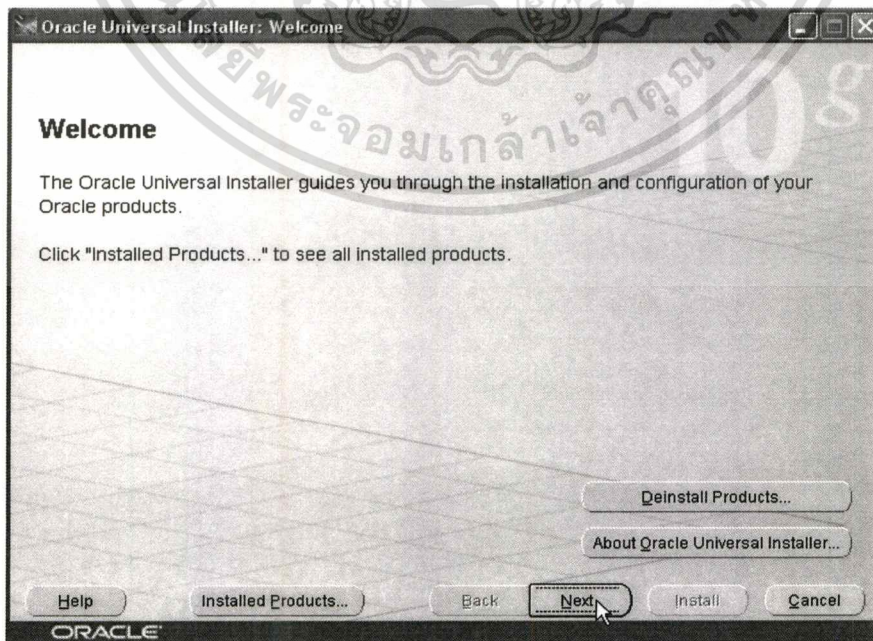 Oracle Universal Installer: Welcome
10g
Welcome
The Oracle Universal Installer guides you through the installation and configuration of your
Oracle products.
Click "Installed Products..." to see all installed products.
Deinstall Products...
About Oracle Universal Installer...
Help
Installed Products...
Back
Next
Install
Cancel
ORACLE